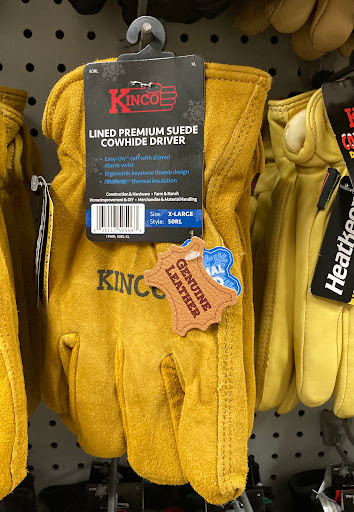 50RL XL
KINCO
LINED PREMIUM SUEDE
COWHIDE DRIVER
• Easy-On™ cuff with shirred
elastic wrist
• Ergonomic keystone thumb design
• Heatkeep™ thermal insulation
Construction & Hardware • Farm & Ranch
Home Improvement & DIY • Merchandise & Material Handling
Size: X-LARGE
Style: 50RL
KINCO
GENUINE
LEATHER
Heatkeep